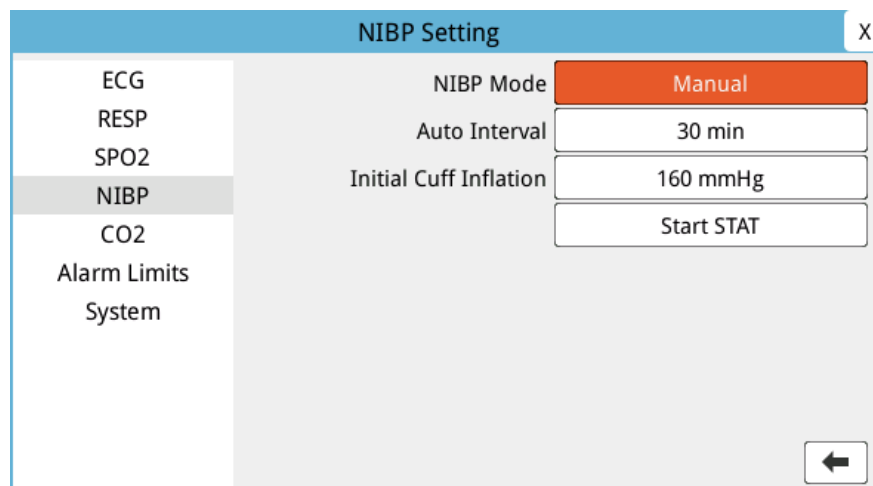 NIBP Setting
X
ECG
RESP
SPO2
NIBP
CO2
Alarm Limits
System
NIBP Mode Manual
Auto Interval 30 min
Initial Cuff Inflation 160 mmHg
Start STAT